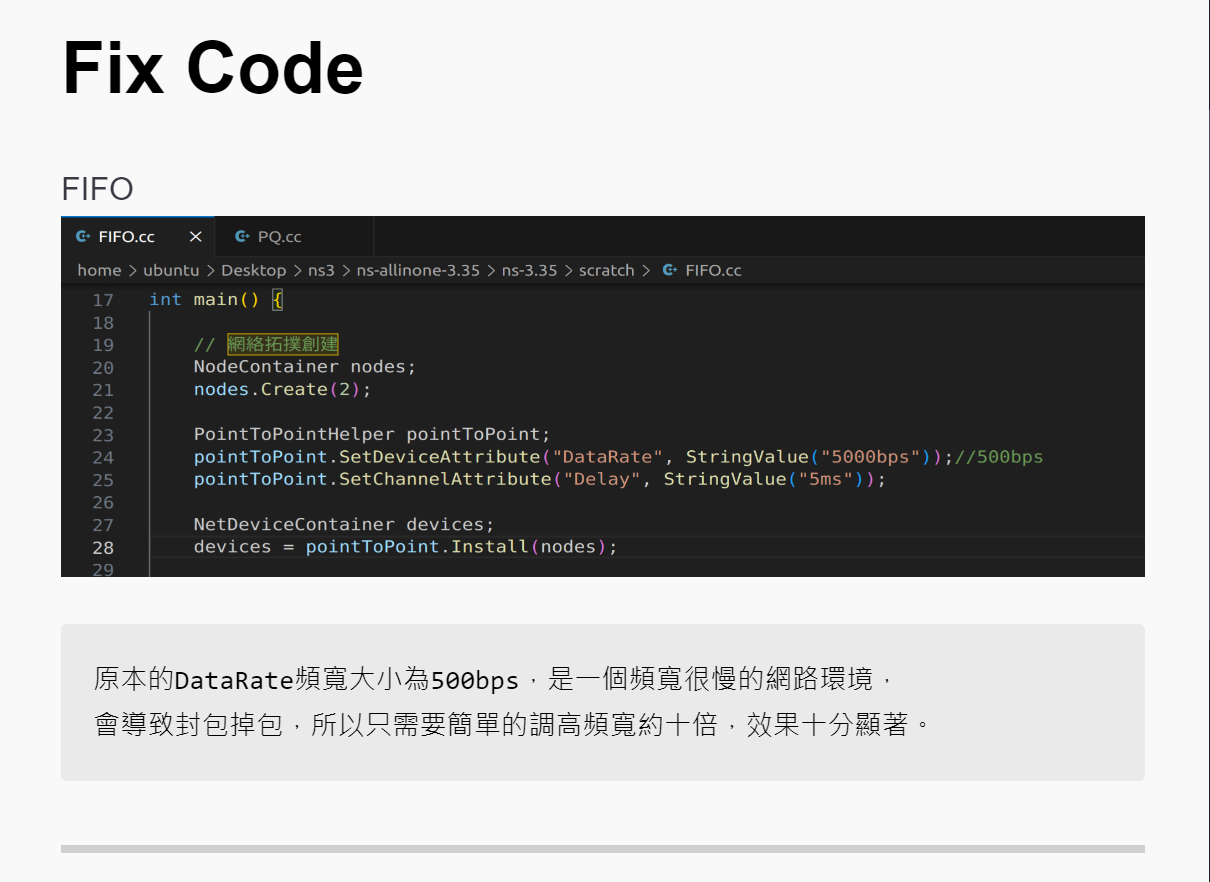 Fix Code
FIFO
FIFO.cc × PQ.cc
home > ubuntu > Desktop > ns3 > ns-allinone-3.35 > ns-3.35 > scratch > FIFO.cc
17 int main() {
18
19 // 網絡拓撲創建
20 NodeContainer nodes;
21 nodes.Create(2);
22
23 PointToPointHelper pointToPoint;
24 pointToPoint.SetDeviceAttribute("DataRate", StringValue("5000bps"));//500bps
25 pointToPoint.SetChannelAttribute("Delay", StringValue("5ms"));
26
27 NetDeviceContainer devices;
28 devices = pointToPoint.Install(nodes);
29
原本的DataRate頻寬大小為500bps，是一個頻寬很慢的網路環境，
會導致封包掉包，所以只需要簡單的調高頻寬約十倍，效果十分顯著。